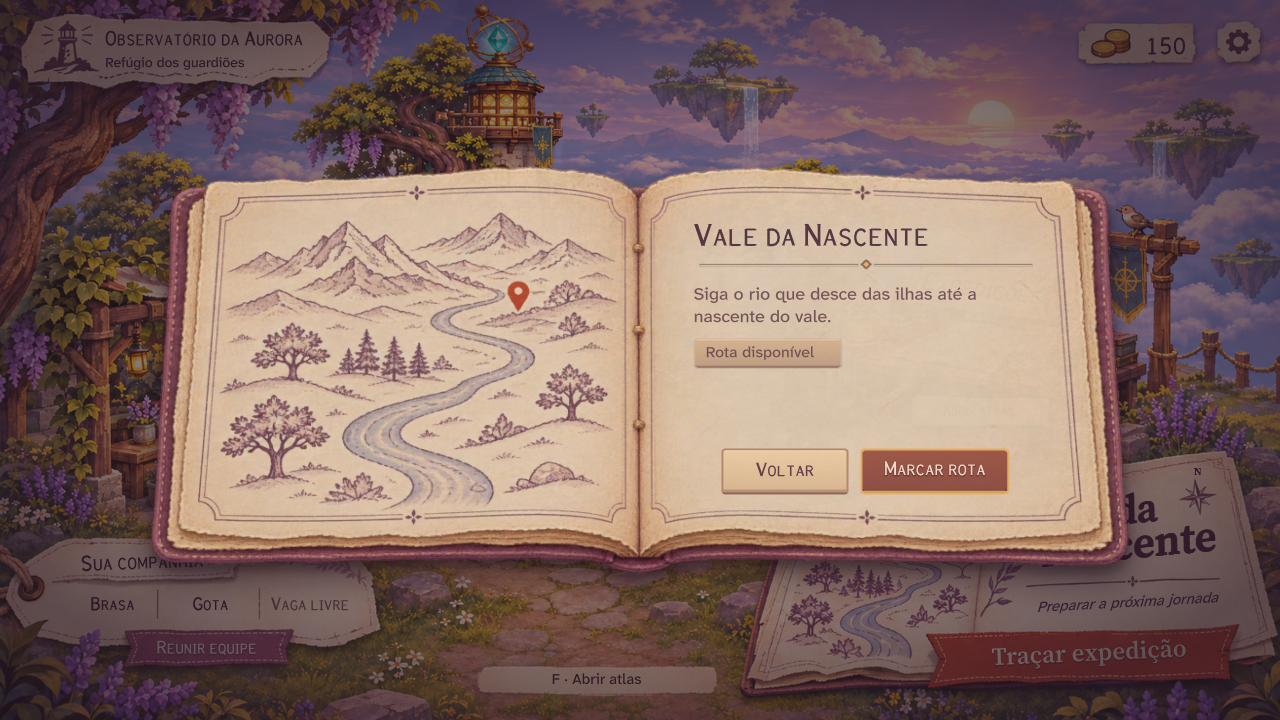 Observatório da Aurora
Refúgio dos guardiões
150
Vale da Nascente
Siga o rio que desce das ilhas até a
nascente do vale.
Rota disponível
Voltar
Marcar rota
N
Sua companhia
Brasa
Gota
Vaga livre
Reunir equipe
Preparar a próxima jornada
Traçar expedição
F · Abrir atlas